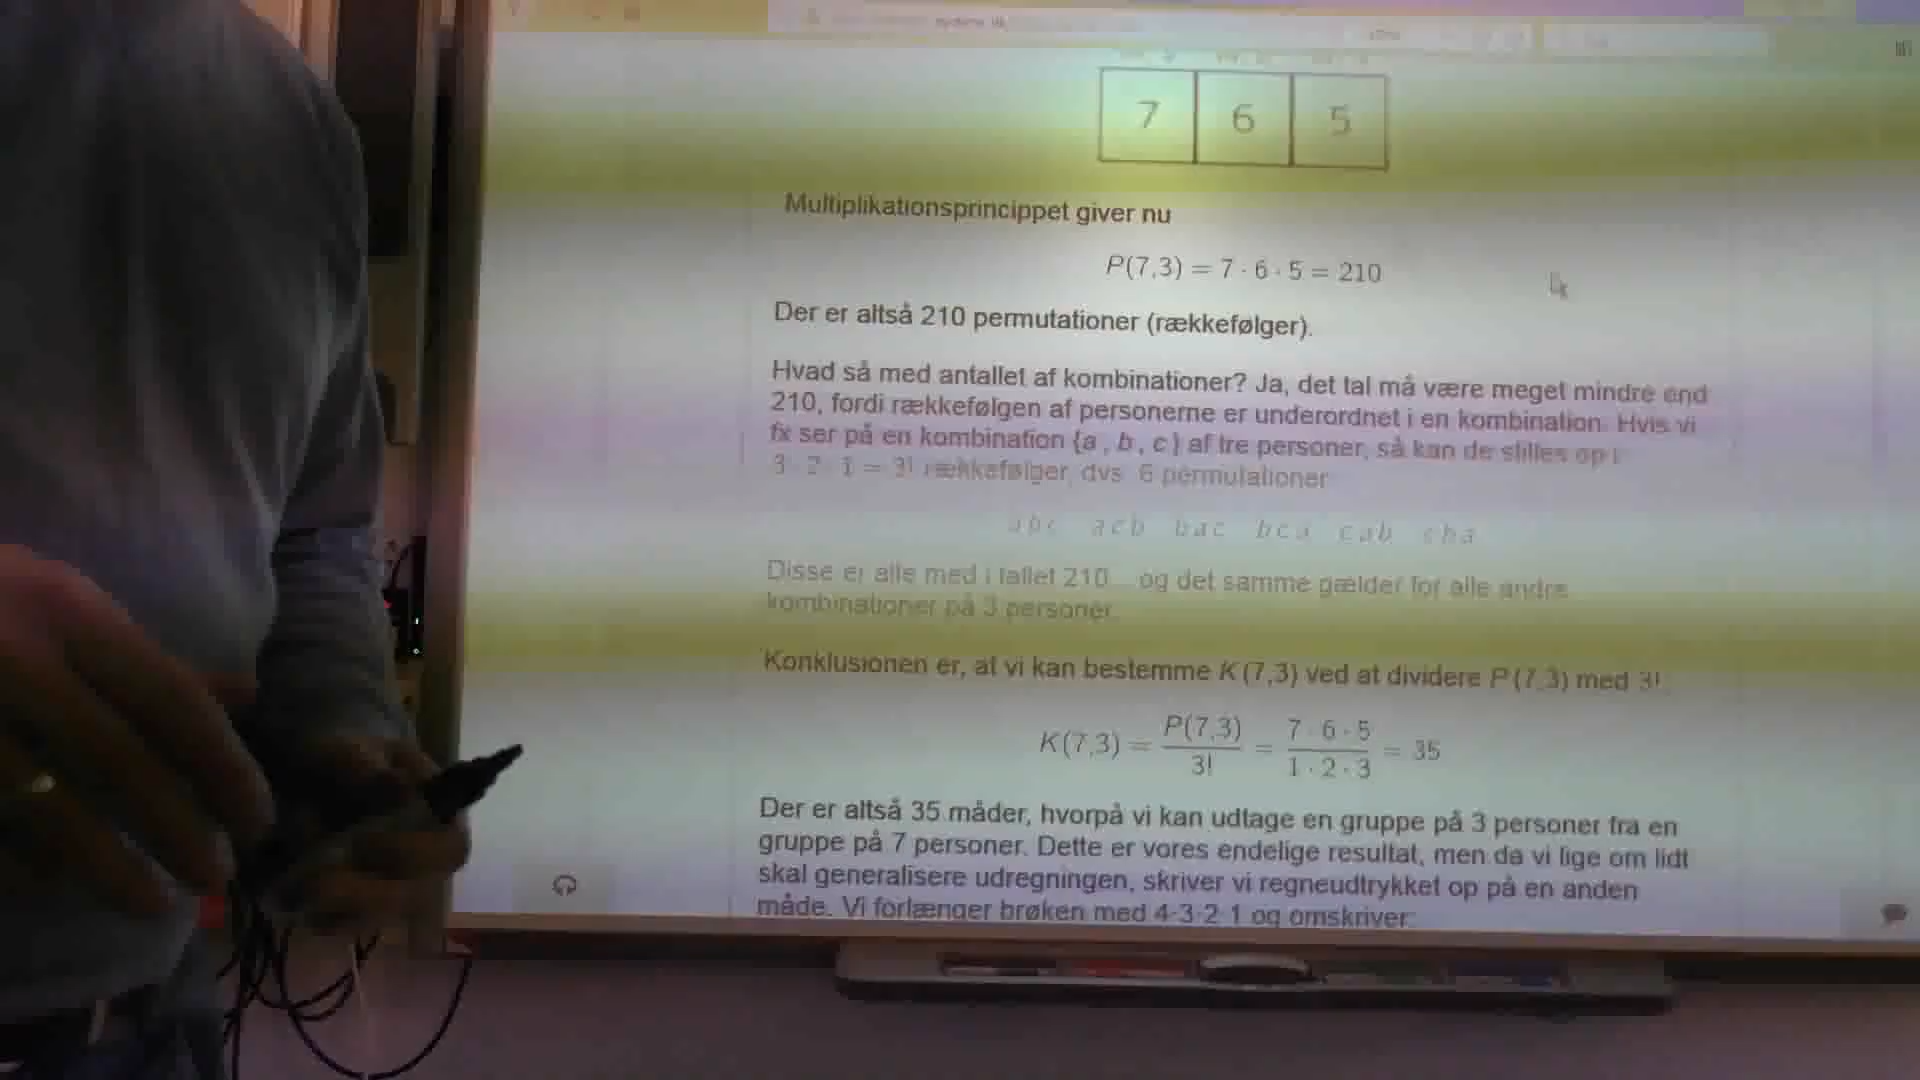 7 6 5
Multiplikationsprincippet giver nu
P(7,3) = 7 · 6 · 5 = 210
Der er altså 210 permutationer (rækkefølger).
Hvad så med antallet af kombinationer? Ja, det tal må være meget mindre end
210, fordi rækkefølgen af personerne er underordnet i en kombination. Hvis vi
fx ser på en kombination {a, b, c} af tre personer, så kan de stilles op i
3 · 2 · 1 = 3! rækkefølger, dvs. 6 permutationer
abc acb bac bca cab cba
Disse er alle med i tallet 210... og det samme gælder for alle andre
kombinationer på 3 personer.
Konklusionen er, at vi kan bestemme K(7,3) ved at dividere P(7,3) med 3!.
K(7,3) = P(7,3) / 3! = 7 · 6 · 5 / 1 · 2 · 3 = 35
Der er altså 35 måder, hvorpå vi kan udtage en gruppe på 3 personer fra en
gruppe på 7 personer. Dette er vores endelige resultat, men da vi lige om lidt
skal generalisere udregningen, skriver vi regneudtrykket op på en anden
måde. Vi forlænger brøken med 4·3·2·1 og omskriver: